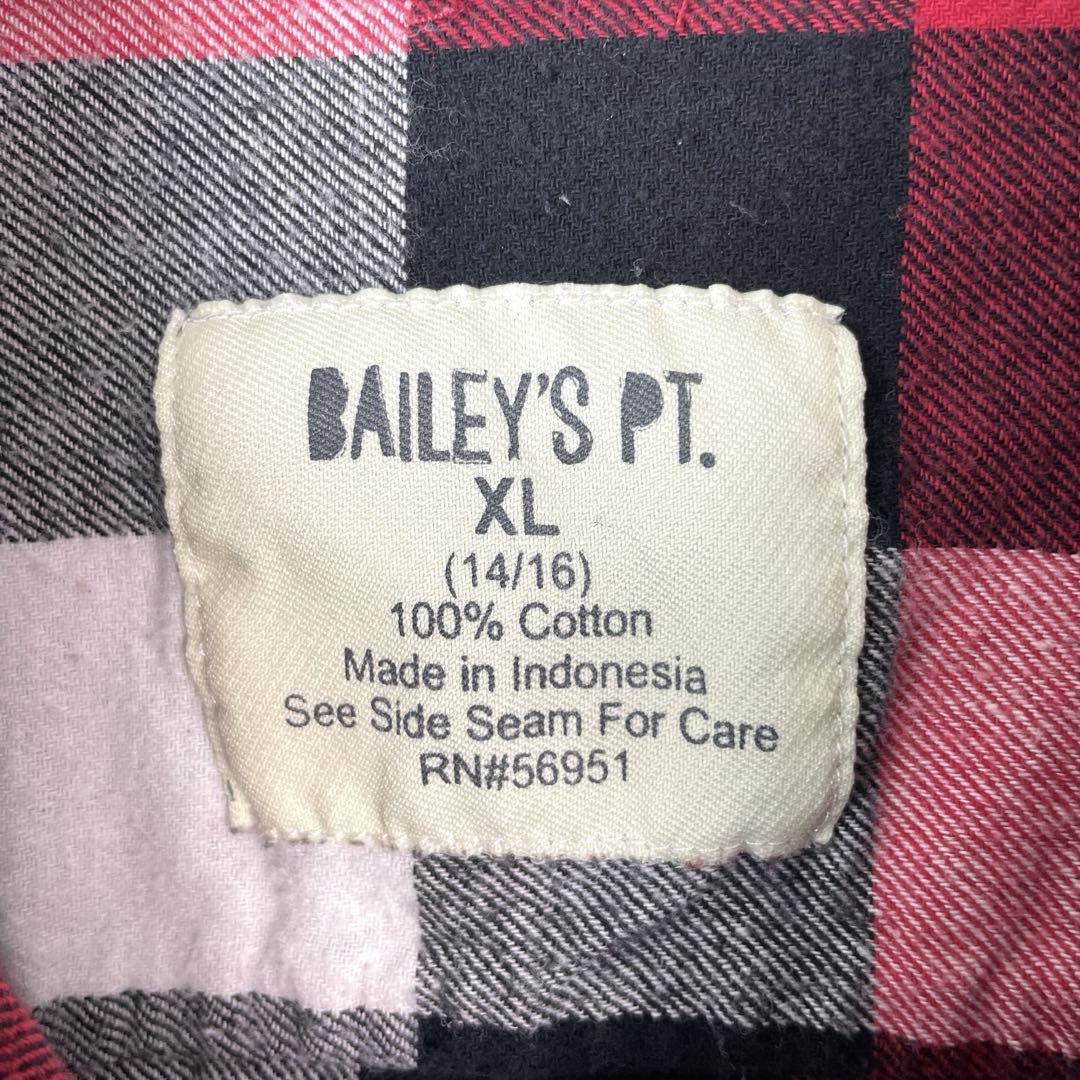 BAILEY'S PT.
XL
(14/16)
100% Cotton
Made in Indonesia
See Side Seam For Care
RN#56951